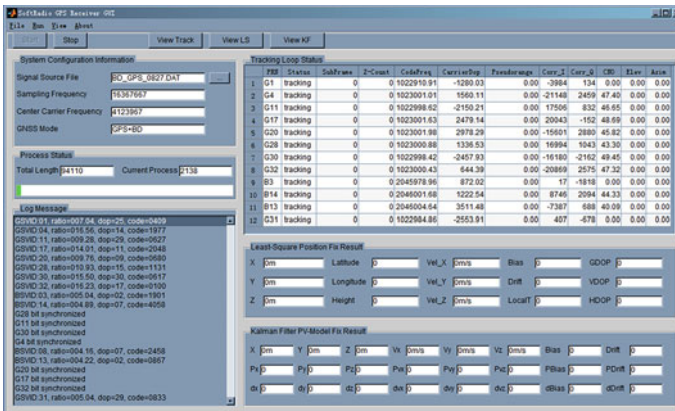 SoftRadio GPS Receiver GUI
File Run View About
Stop View Track View LS View KF
System Configuration Information
Signal Source File BD_GPS_0827.DAT ...
Sampling Frequency 16367667
Center Carrier Frequency 4123967
GNSS Mode GPS+BD
Process Status
Total Length 94110 Current Process 2138
Log Message
GSVID:01, ratio=007.04, dop=25, code=0409
GSVID:04, ratio=016.56, dop=14, code=1977
GSVID:11, ratio=009.28, dop=29, code=0627
GSVID:17, ratio=014.01, dop=11, code=2048
GSVID:20, ratio=009.76, dop=09, code=0680
GSVID:28, ratio=010.93, dop=15, code=1131
GSVID:30, ratio=015.50, dop=30, code=0617
GSVID:32, ratio=016.23, dop=17, code=0100
BSVID:03, ratio=005.04, dop=02, code=1901
BSVID:14, ratio=004.89, dop=07, code=4058
G28 bit synchronized
G11 bit synchronized
G30 bit synchronized
G4 bit synchronized
BSVID:08, ratio=004.16, dop=07, code=2458
BSVID:13, ratio=004.22, dop=02, code=0867
G20 bit synchronized
G17 bit synchronized
G32 bit synchronized
GSVID:31, ratio=005.04, dop=29, code=0833
Tracking Loop Status
PRN Status SubFrame Z-Count CodeFreq CarrierDop Pseudorange Corr_I Corr_Q CNO Elev Azim
1 G1 tracking 0 0 1022910.91 -1280.03 0.00 -3984 134 0.00 0.00 0.00
2 G4 tracking 0 0 1023001.01 1560.11 0.00 -21148 2459 47.40 0.00 0.00
3 G11 tracking 0 0 1022998.62 -2150.21 0.00 17506 832 46.65 0.00 0.00
4 G17 tracking 0 0 1023001.63 2479.14 0.00 20043 -152 48.69 0.00 0.00
5 G20 tracking 0 0 1023001.98 2978.29 0.00 -15601 2880 45.82 0.00 0.00
6 G28 tracking 0 0 1023000.88 1336.53 0.00 16994 1043 43.30 0.00 0.00
7 G30 tracking 0 0 1022998.42 -2457.93 0.00 -16180 -2162 49.45 0.00 0.00
8 G32 tracking 0 0 1023000.43 644.39 0.00 -20869 2575 47.32 0.00 0.00
9 B3 tracking 0 0 2045978.96 872.02 0.00 17 -1818 0.00 0.00 0.00
10 B14 tracking 0 0 2046001.68 1222.54 0.00 8746 2094 44.33 0.00 0.00
11 B13 tracking 0 0 2046004.64 3511.48 0.00 -7387 688 40.09 0.00 0.00
12 G31 tracking 0 0 1022984.86 -2553.91 0.00 407 -678 0.00 0.00 0.00
Least-Square Position Fix Result
X 0m Latitude 0 Vel_X 0m/s Bias 0 GDOP 0
Y 0m Longitude 0 Vel_Y 0m/s Drift 0 VDOP 0
Z 0m Height 0 Vel_Z 0m/s LocalT 0 HDOP 0
Kalman Filter PV-Model Fix Result
X 0m Y 0m Z 0m Vx 0m/s Vy 0m/s Vz 0m/s Bias 0 Drift 0
Px 0 Py 0 Pz 0 Pvx 0 Pvy 0 Pvz 0 PBias 0 PDrift 0
dx 0 dy 0 dz 0 dvx 0 dvy 0 dvz 0 dBias 0 dDrift 0